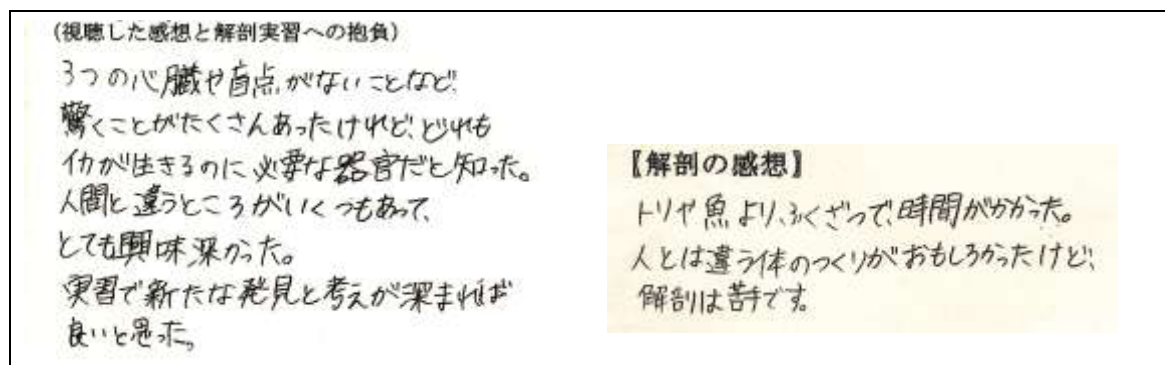 (視聴した感想と解剖実習への抱負)
3つの心臓や盲点がないことなど、
驚くことがたくさんあったけれど、どれも
イカが生きるのに必要な器官だと知った。
人間と違うところがいくつもあって、
とても興味深かった。
実習で新たな発見と考えが深まれば
良いと思った。
【解剖の感想】
トリや魚より、ふくざつで、時間がかかった。
人とは違う体のつくりがおもしろかったけど、
解剖は苦手です。